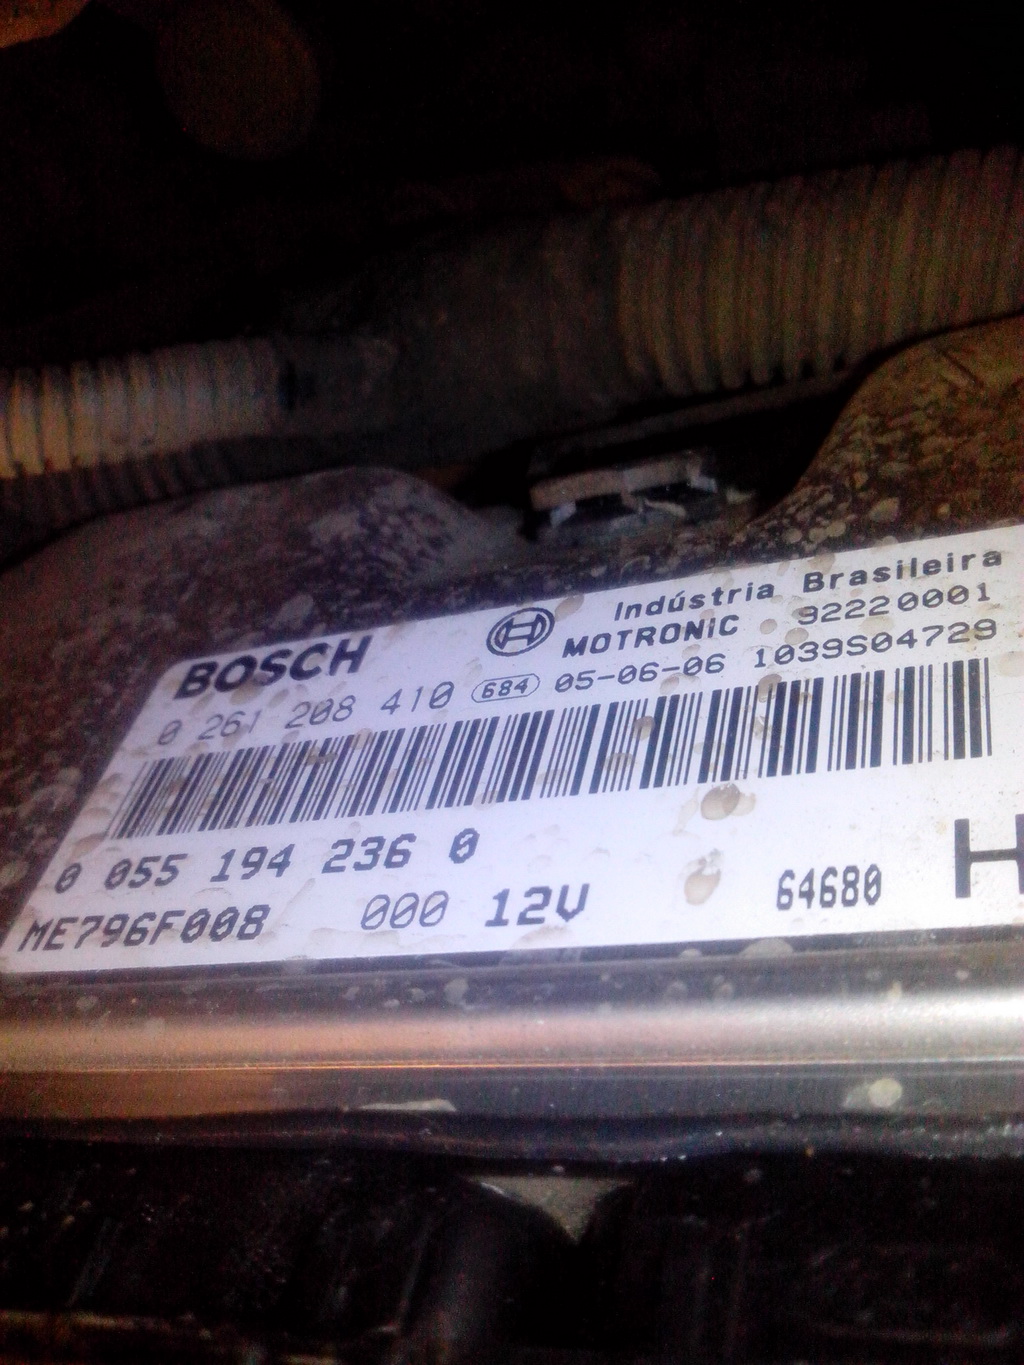 Indústria Brasileira
BOSCH MOTRONIC 92220001
0 261 208 410 684 05-06-06 1039S04729
0 055 194 236 0
ME796F008 000 12V 64680 H